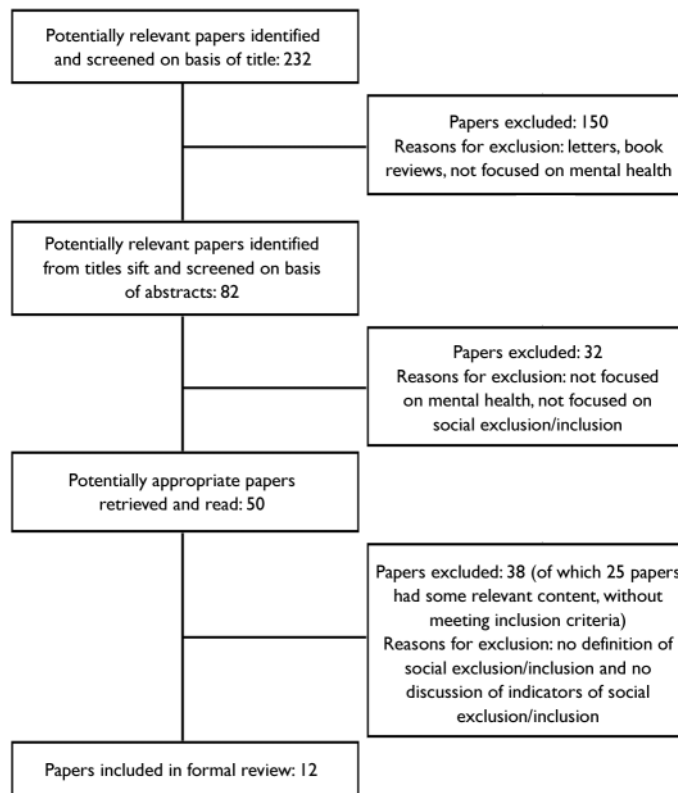 Potentially relevant papers identified
and screened on basis of title: 232
Papers excluded: 150
Reasons for exclusion: letters, book
reviews, not focused on mental health
Potentially relevant papers identified
from titles sift and screened on basis
of abstracts: 82
Papers excluded: 32
Reasons for exclusion: not focused
on mental health, not focused on
social exclusion/inclusion
Potentially appropriate papers
retrieved and read: 50
Papers excluded: 38 (of which 25 papers
had some relevant content, without
meeting inclusion criteria)
Reasons for exclusion: no definition of
social exclusion/inclusion and no
discussion of indicators of social
exclusion/inclusion
Papers included in formal review: 12